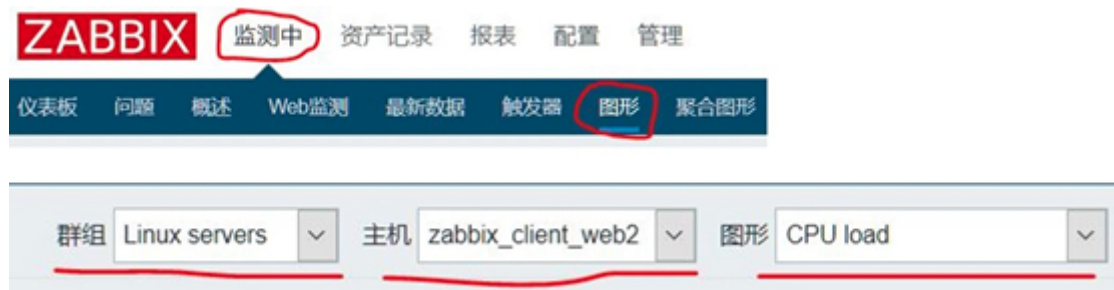 ZABBIX 监测中 资产记录 报表 配置 管理
仪表板 问题 概述 Web监测 最新数据 触发器 图形 聚合图形
群组 Linux servers 主机 zabbix_client_web2 图形 CPU load